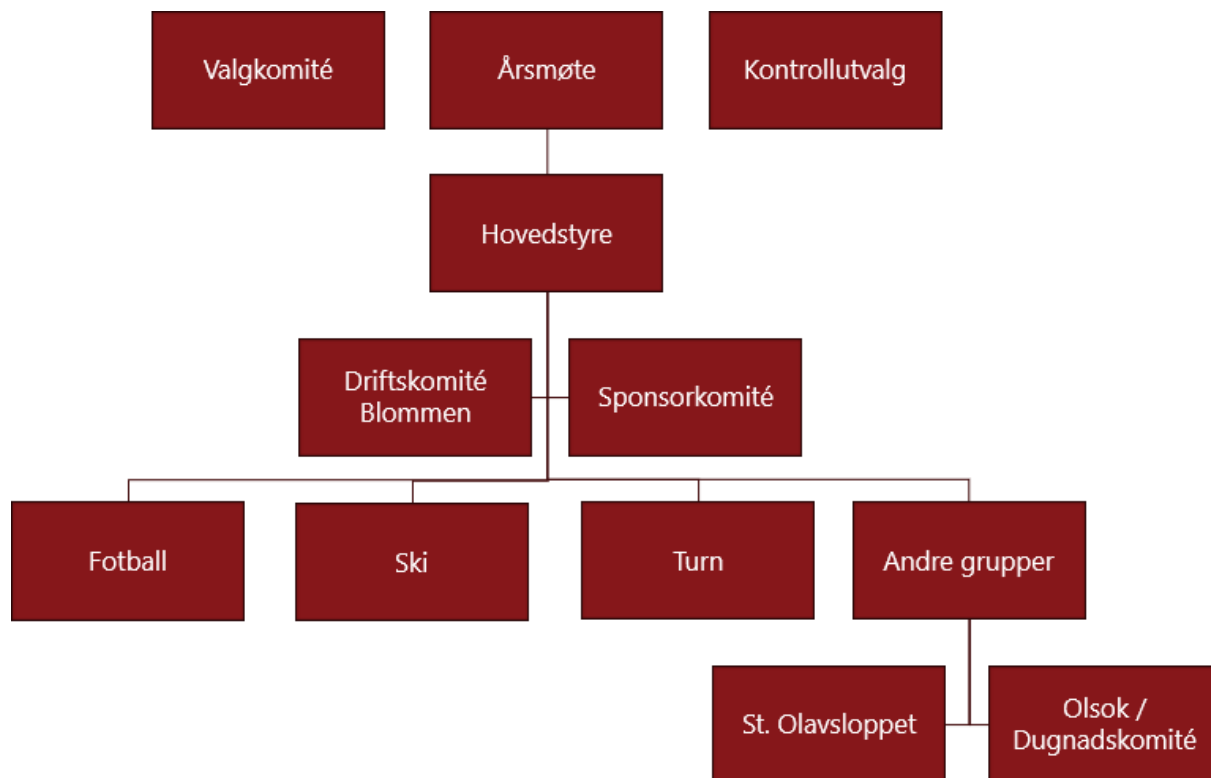 Valgkomité
Årsmøte
Kontrollutvalg
Hovedstyre
Driftskomité
Blommen
Sponsorkomité
Fotball
Ski
Turn
Andre grupper
St. Olavsloppet
Olsok /
Dugnadskomité